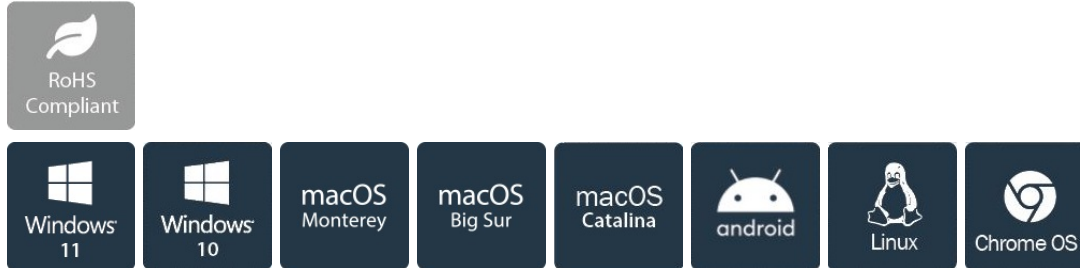 RoHS
Compliant
Windows
11
Windows
10
macOS
Monterey
macOS
Big Sur
macOS
Catalina
android
Linux
Chrome OS